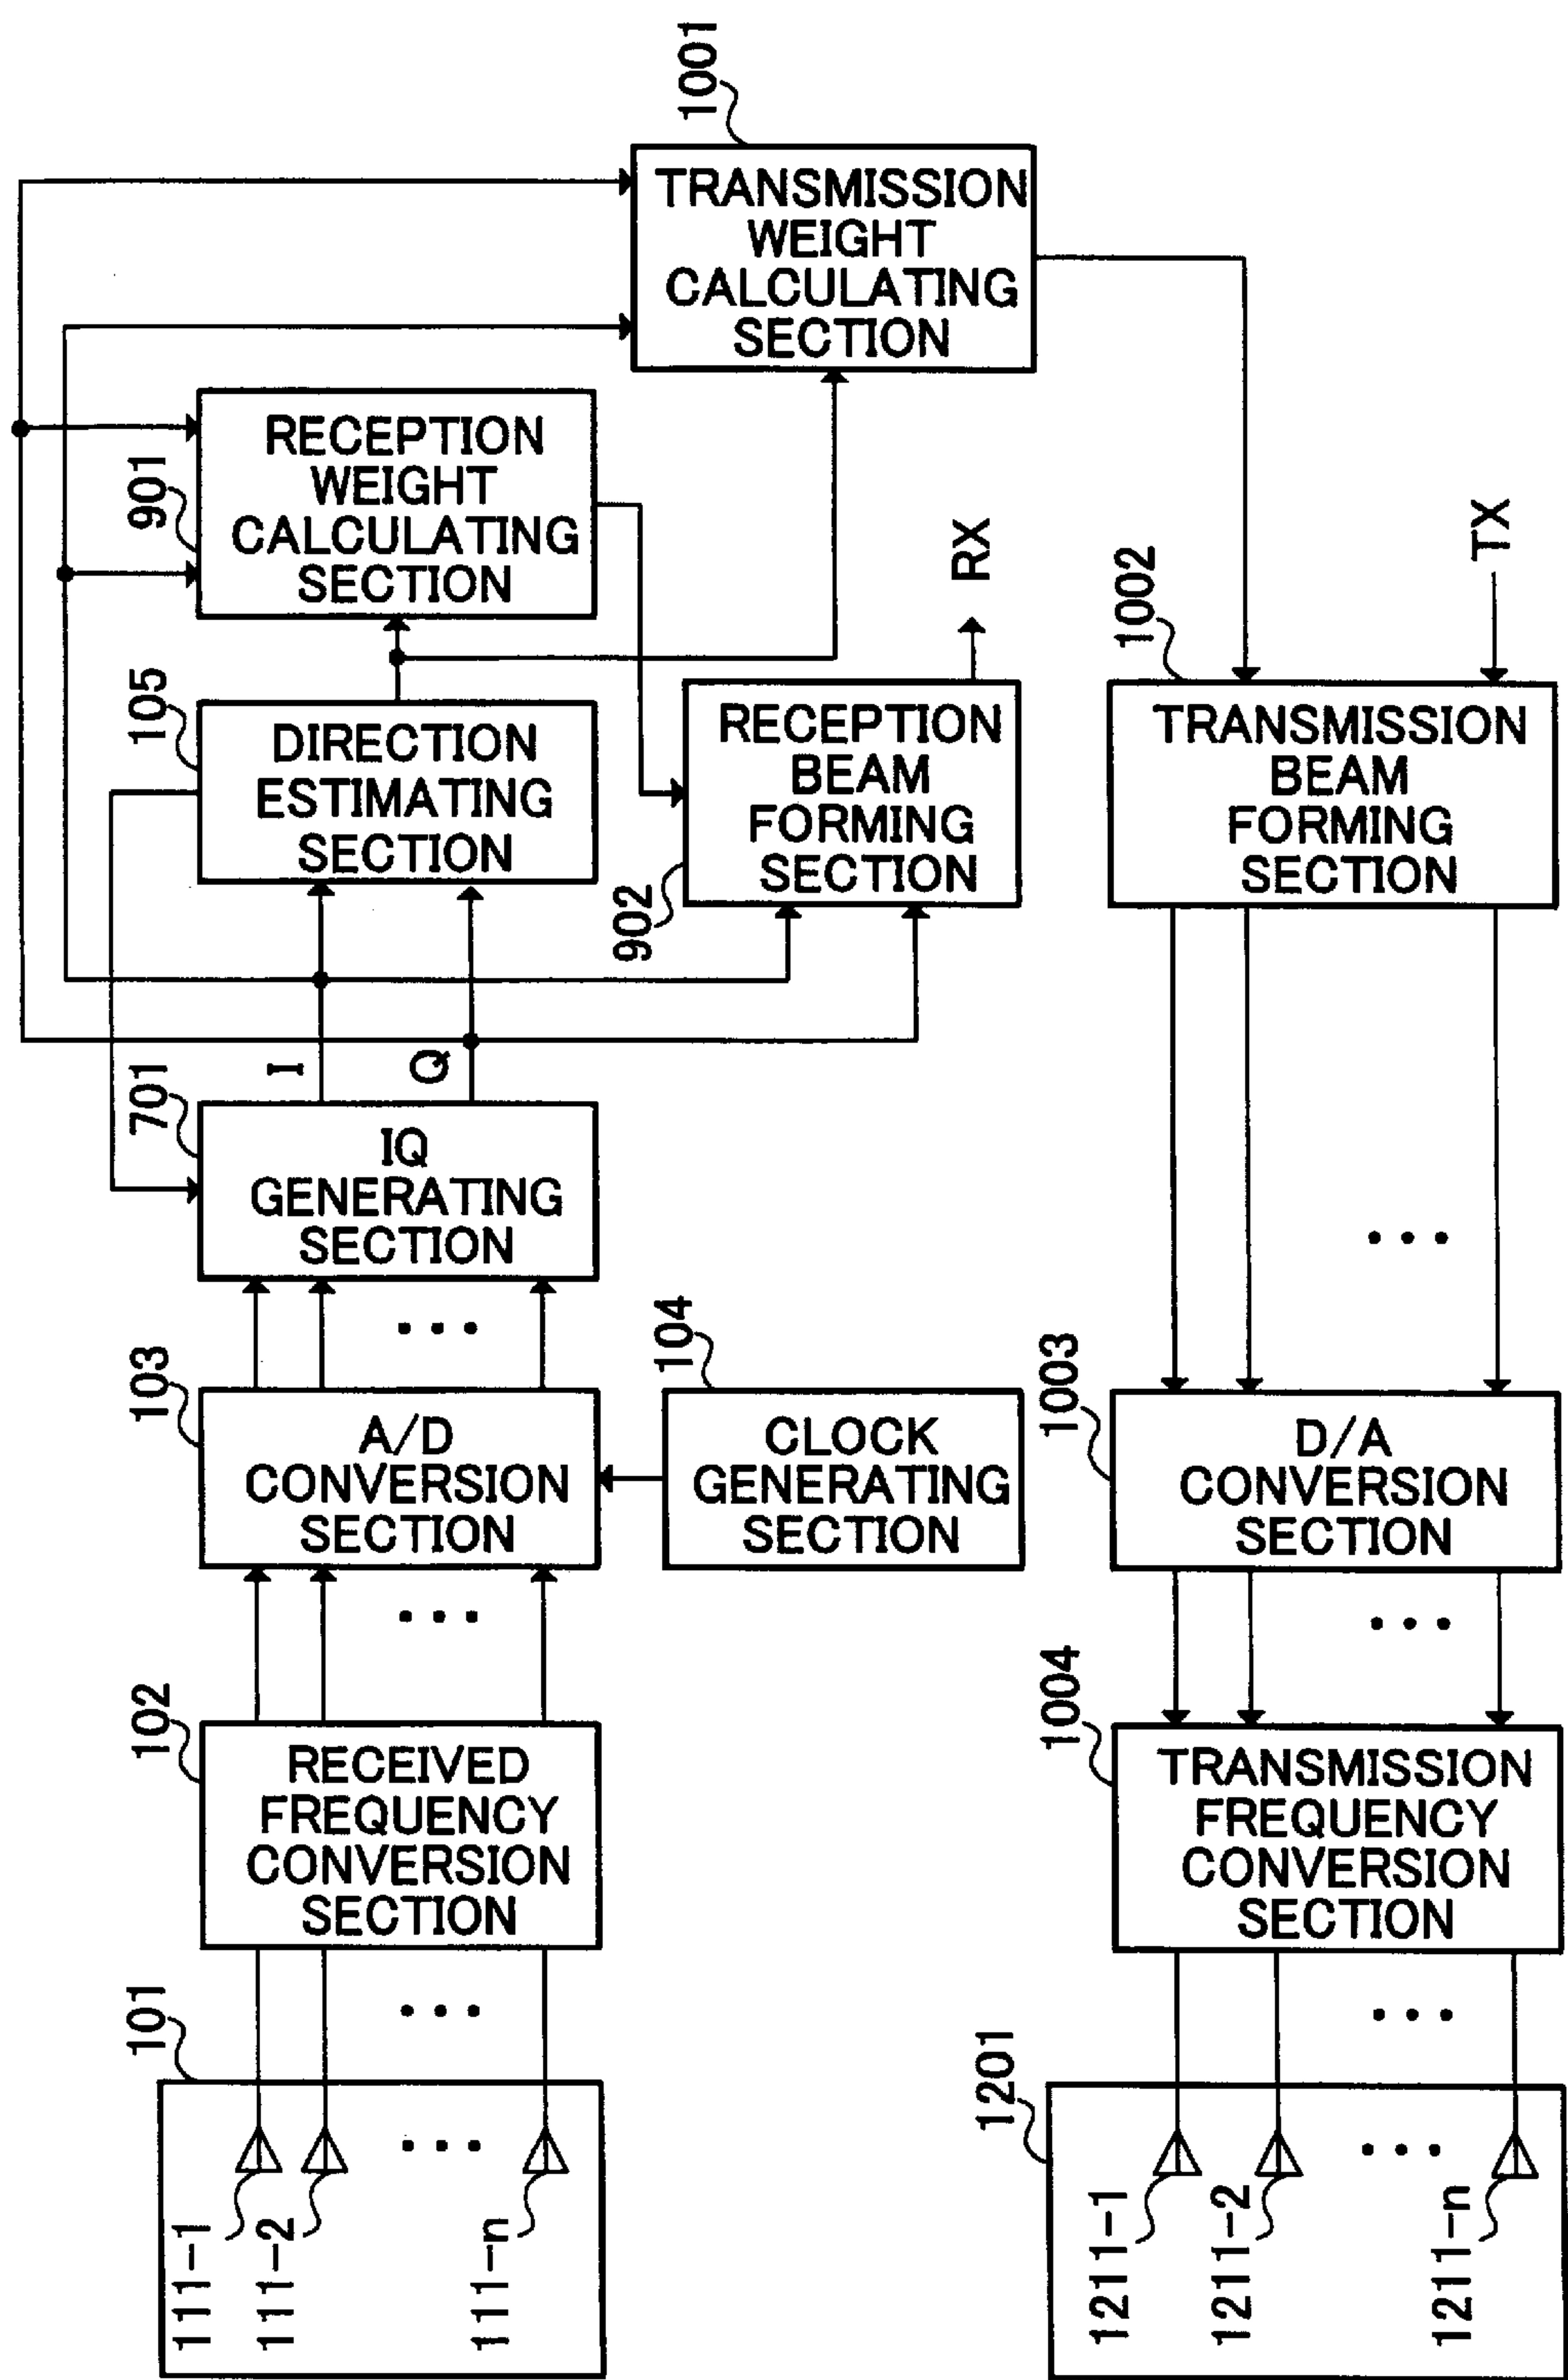 101
111-1
111-2
111-n
102
RECEIVED
FREQUENCY
CONVERSION
SECTION
103
A/D
CONVERSION
SECTION
104
CLOCK
GENERATING
SECTION
701
IQ
GENERATING
SECTION
I
Q
105
DIRECTION
ESTIMATING
SECTION
901
RECEPTION
WEIGHT
CALCULATING
SECTION
902
RECEPTION
BEAM
FORMING
SECTION
RX
1001
TRANSMISSION
WEIGHT
CALCULATING
SECTION
1201
1211-1
1211-2
1211-n
1004
TRANSMISSION
FREQUENCY
CONVERSION
SECTION
1003
D/A
CONVERSION
SECTION
1002
TRANSMISSION
BEAM
FORMING
SECTION
TX